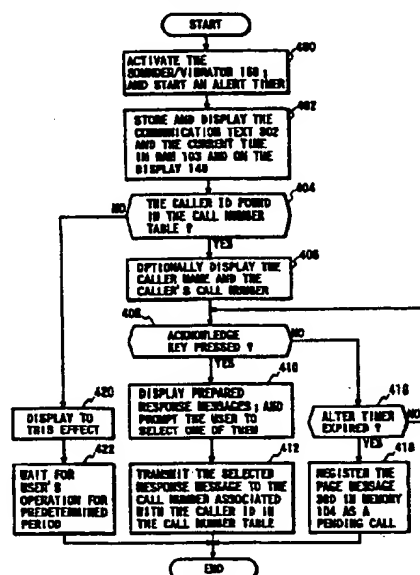 START
400
ACTIVATE THE
SOUNDER/VIBRATOR 150;
AND START AN ALERT TIMER
402
STORE AND DISPLAY THE
COMMUNICATION TEXT 302
AND THE CURRENT TIME
IN RAM 103 AND ON THE
DISPLAY 140
404
THE CALLER ID FOUND
IN THE CALL NUMBER
TABLE ?
NO
YES
406
OPTIONALLY DISPLAY THE
CALLER NAME AND THE
CALLER'S CALL NUMBER
408
ACKNOWLEDGE
KEY PRESSED ?
NO
YES
410
DISPLAY PREPARED
RESPONSE MESSAGES; AND
PROMPT THE USER TO
SELECT ONE OF THEM
416
ALTER TIMER
EXPIRED ?
NO
YES
420
DISPLAY TO
THIS EFFECT
422
WAIT FOR
USER'S
OPERATION FOR
PREDETERMINED
PERIOD
412
TRANSMIT THE SELECTED
RESPONSE MESSAGE TO THE
CALL NUMBER ASSOCIATED
WITH THE CALLER ID IN
THE CALL NUMBER TABLE
418
REGISTER THE
PAGE MESSAGE
300 IN MEMORY
104 AS A
PENDING CALL
END